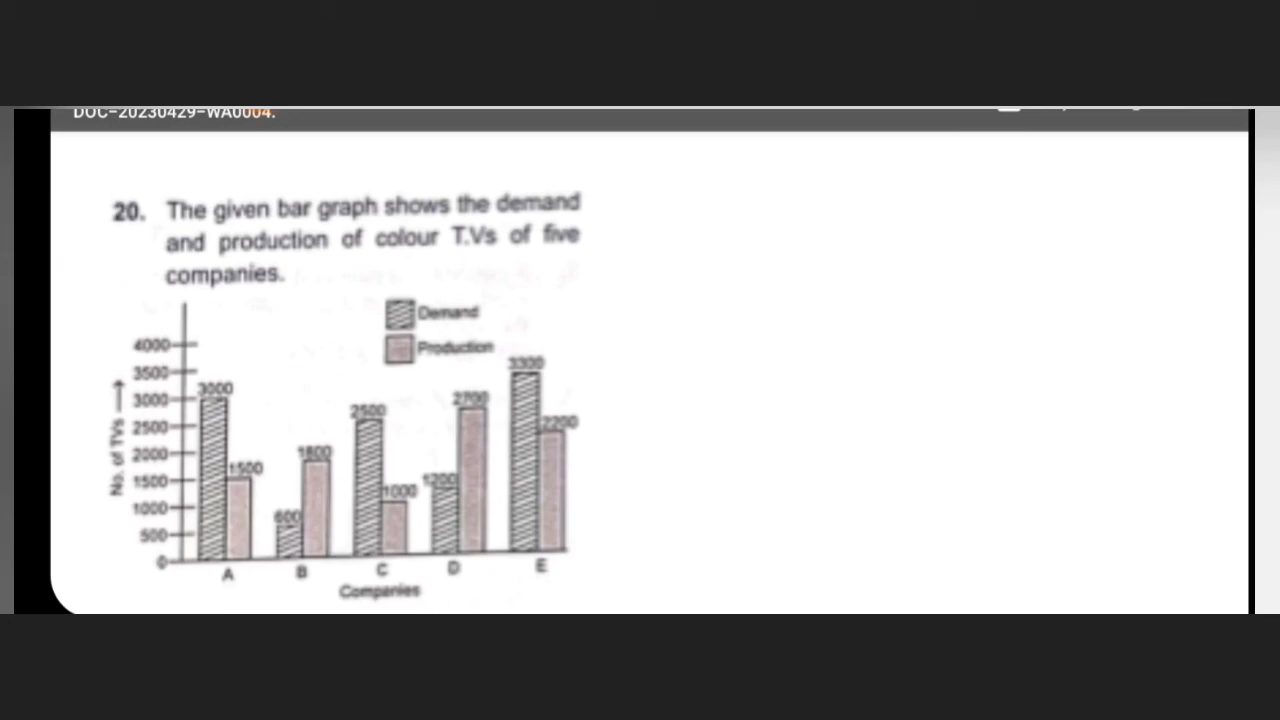 DOC-20230429-WA0004.
20. The given bar graph shows the demand
and production of colour T.Vs of five
companies.
Demand
Production
4000
3500
3000
2500
2000
1500
1000
500
0
No. of TVs
3000
1500
600
1800
2500
1000
1200
2700
3300
2200
A B C D E
Companies